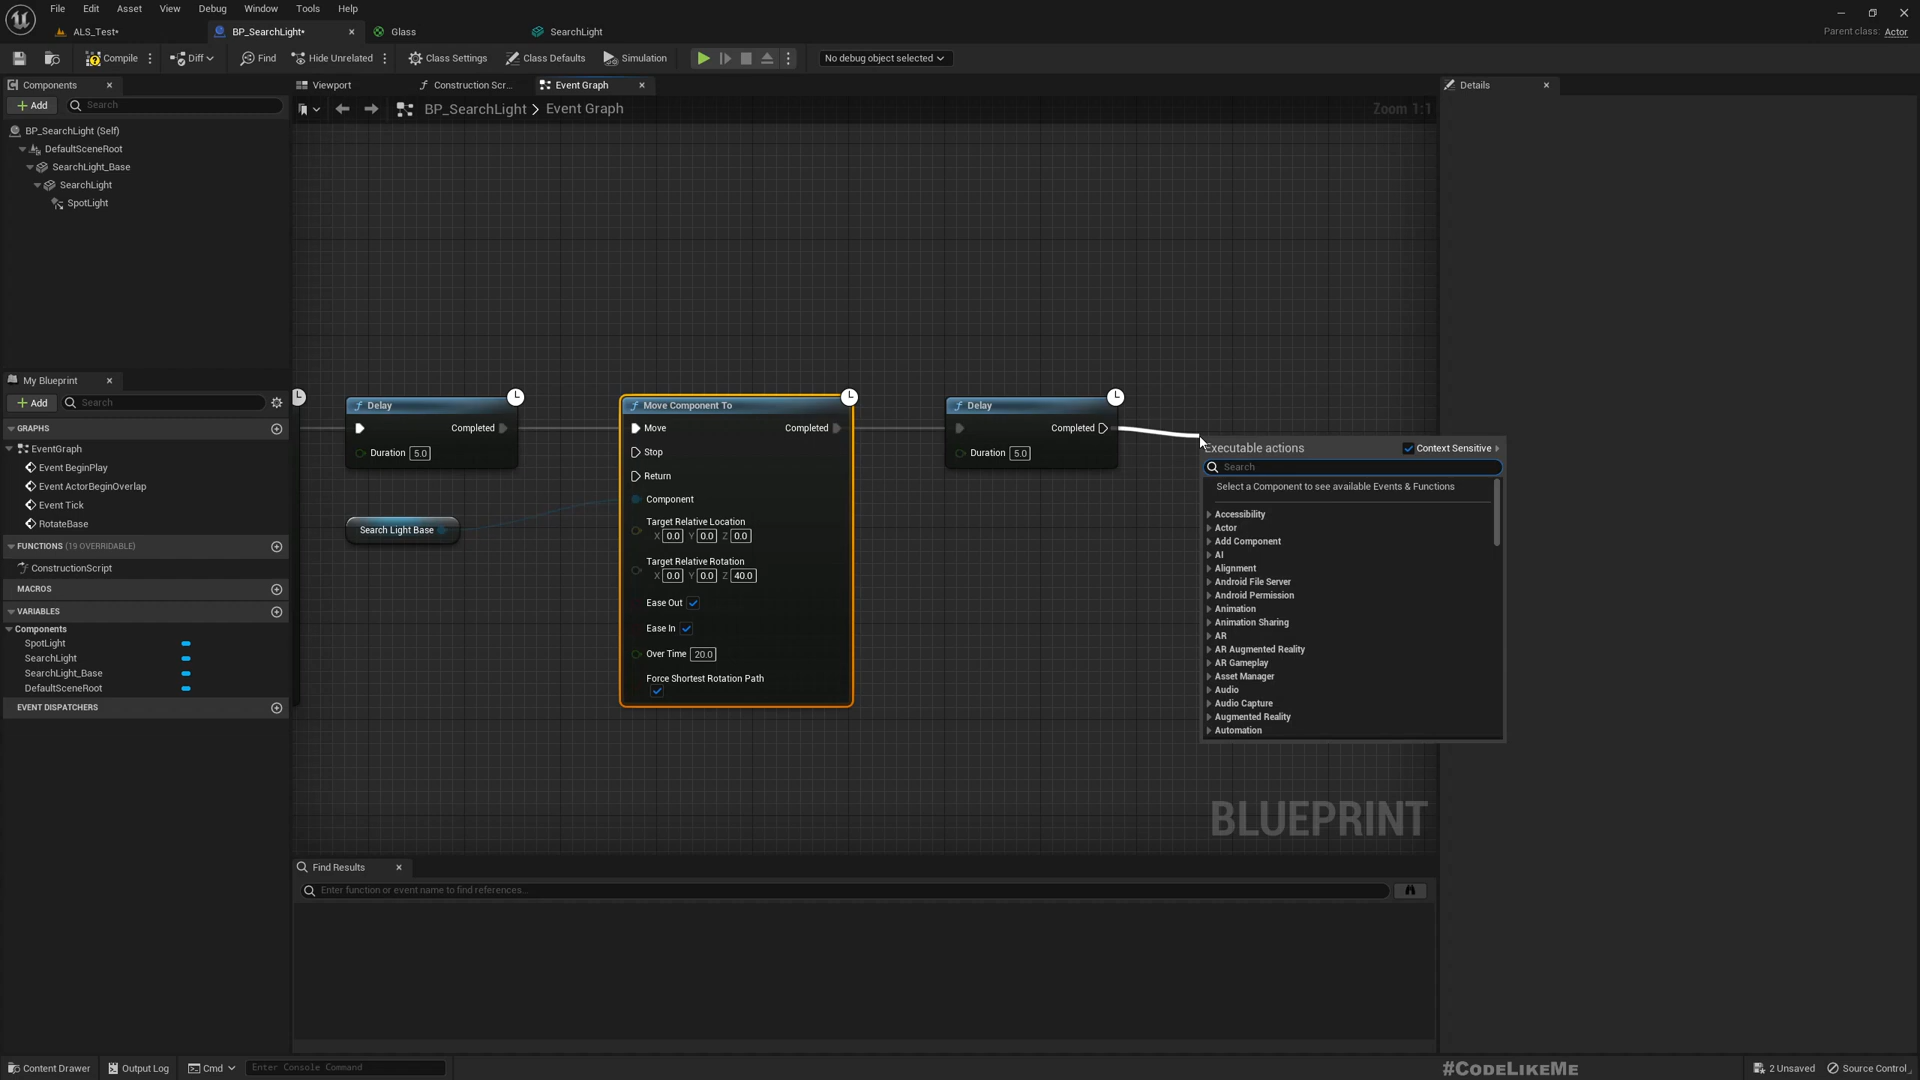 File Edit Asset View Debug Window Tools Help
ALS_Test* BP_SearchLight* Glass SearchLight
Parent class: Actor
Compile Diff Find Hide Unrelated Class Settings Class Defaults Simulation No debug object selected
Components
Add Search
BP_SearchLight (Self)
DefaultSceneRoot
SearchLight_Base
SearchLight
SpotLight
My Blueprint
Add Search
GRAPHS
EventGraph
Event BeginPlay
Event ActorBeginOverlap
Event Tick
RotateBase
FUNCTIONS (19 OVERRIDABLE)
ConstructionScript
MACROS
VARIABLES
Components
SpotLight
SearchLight
SearchLight_Base
DefaultSceneRoot
EVENT DISPATCHERS
Viewport Construction Scr... Event Graph
BP_SearchLight > Event Graph
Zoom 1:1
Delay
Completed
Duration 5.0
Search Light Base
Move Component To
Move Completed
Stop
Return
Component
Target Relative Location
X 0.0 Y 0.0 Z 0.0
Target Relative Rotation
X 0.0 Y 0.0 Z 40.0
Ease Out
Ease In
Over Time 20.0
Force Shortest Rotation Path
Delay
Completed
Duration 5.0
Executable actions Context Sensitive
Search
Select a Component to see available Events & Functions
Accessibility
Actor
Add Component
AI
Alignment
Android File Server
Android Permission
Animation
Animation Sharing
AR
AR Augmented Reality
AR Gameplay
Asset Manager
Audio
Audio Capture
Augmented Reality
Automation
BLUEPRINT
Find Results
Enter function or event name to find references...
Details
Content Drawer Output Log Cmd Enter Console Command
#CodeLikeMe
2 Unsaved Source Control